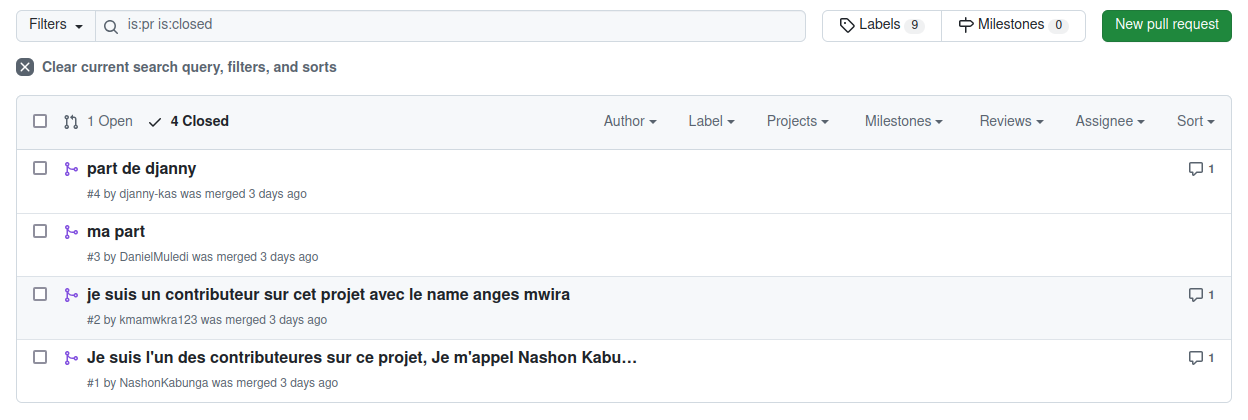 Filters is:pr is:closed Labels 9 Milestones 0 New pull request
Clear current search query, filters, and sorts
1 Open 4 Closed Author Label Projects Milestones Reviews Assignee Sort
part de djanny 1
#4 by djanny-kas was merged 3 days ago
ma part
#3 by DanielMuledi was merged 3 days ago
je suis un contributeur sur cet projet avec le name anges mwira 1
#2 by kmamwkra123 was merged 3 days ago
Je suis l'un des contributeures sur ce projet, Je m'appel Nashon Kabu… 1
#1 by NashonKabunga was merged 3 days ago